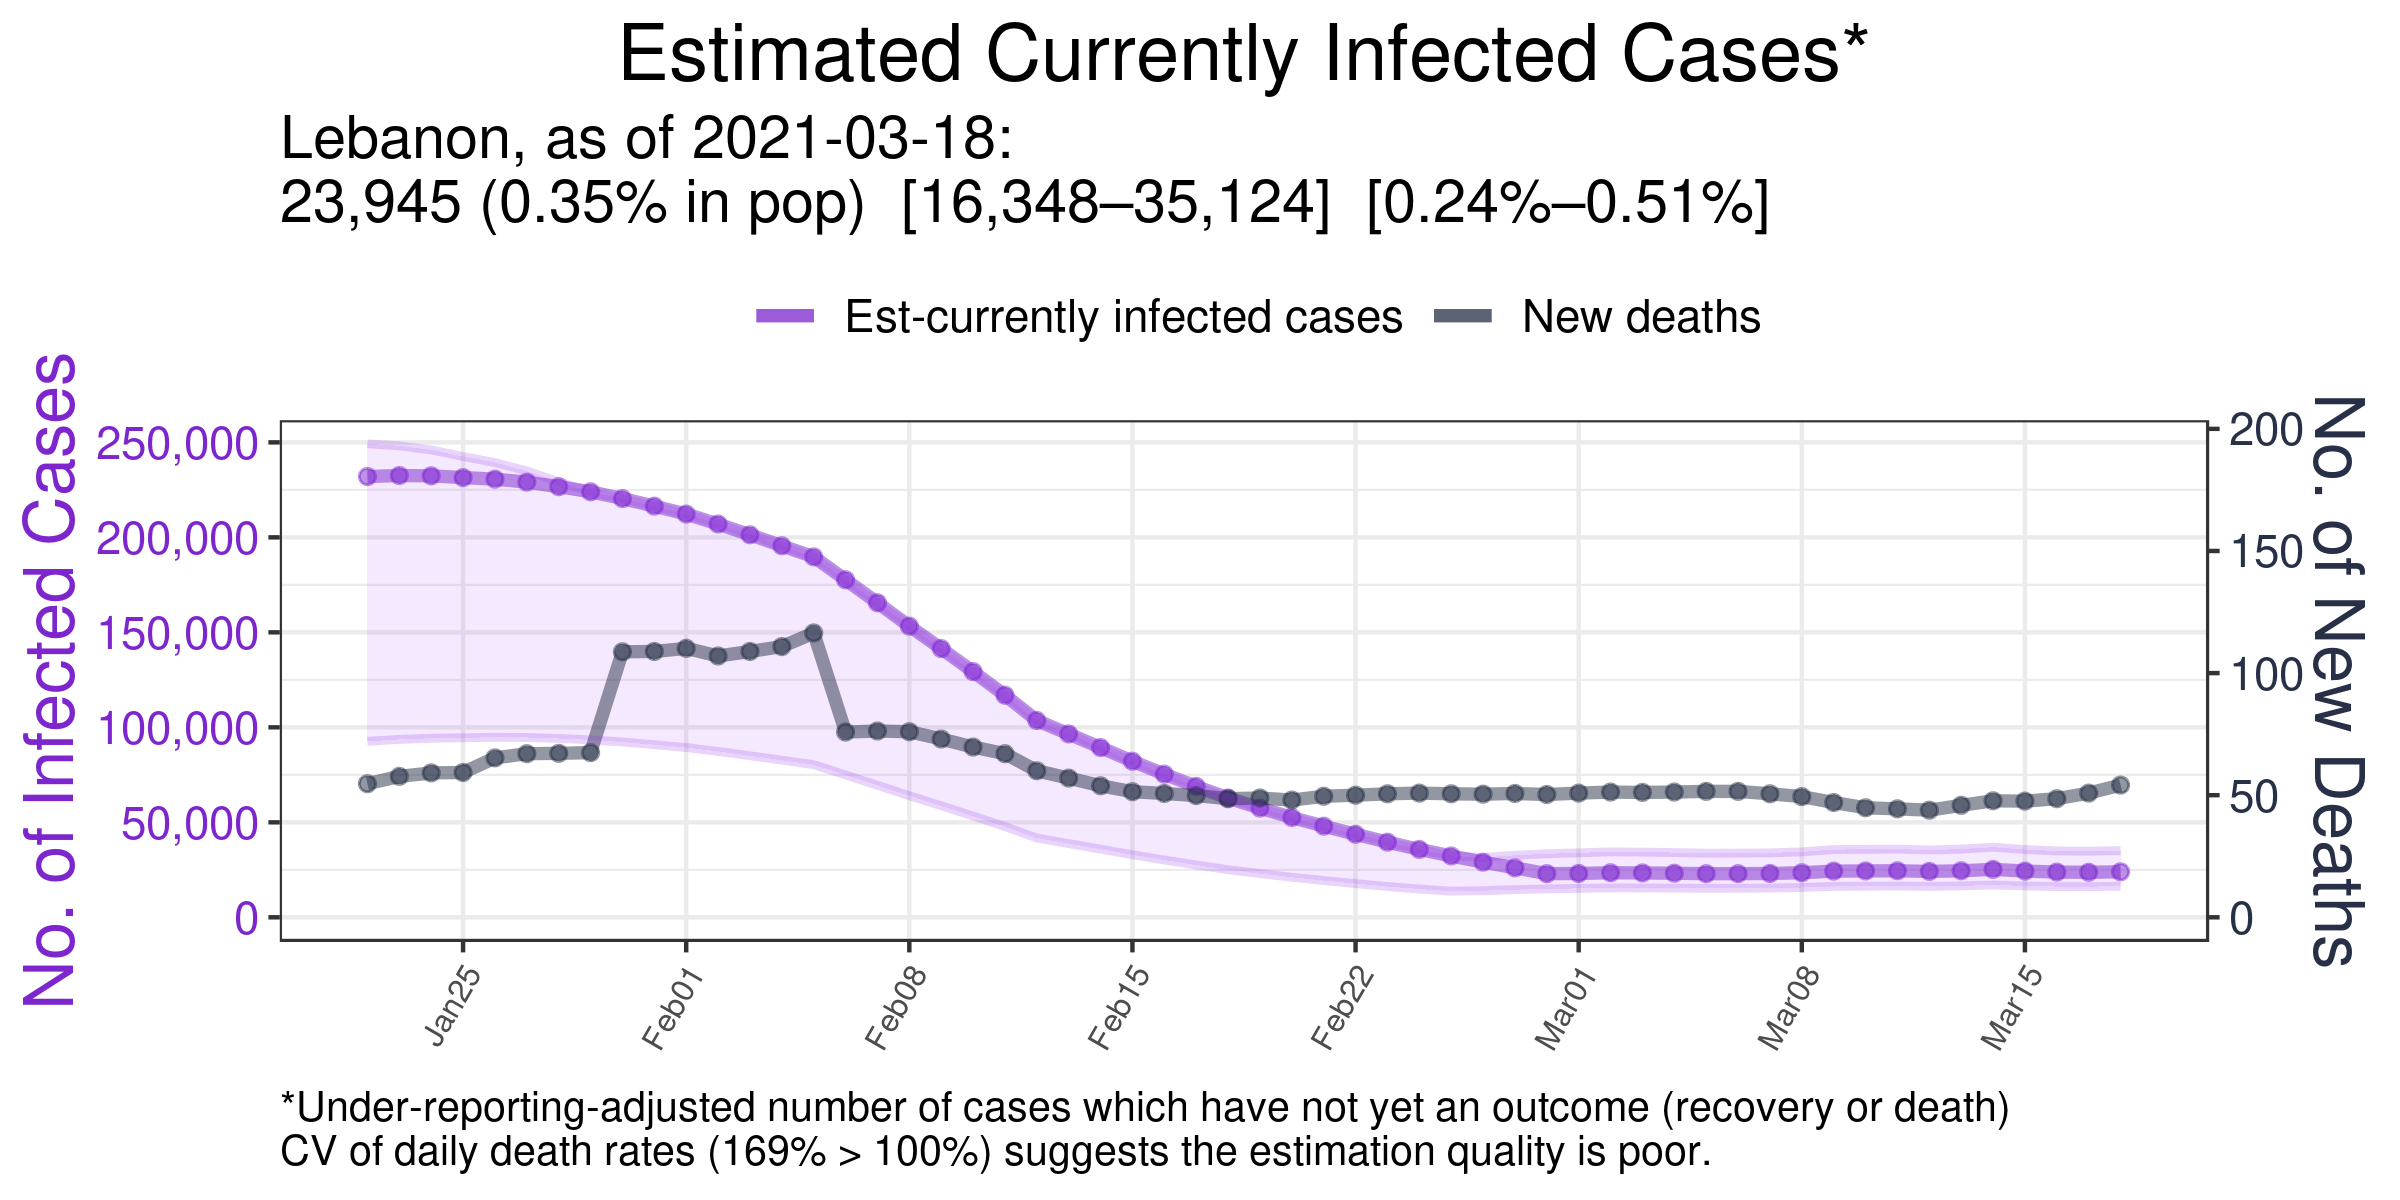 Estimated Currently Infected Cases*
Lebanon, as of 2021-03-18:
23,945 (0.35% in pop)  [16,348–35,124]  [0.24%–0.51%]
Est-currently infected cases
New deaths
No. of Infected Cases
250,000
200,000
150,000
100,000
50,000
0
200
150
100
50
0
No. of New Deaths
Jan25
Feb01
Feb08
Feb15
Feb22
Mar01
Mar08
Mar15
*Under-reporting-adjusted number of cases which have not yet an outcome (recovery or death)
CV of daily death rates (169% > 100%) suggests the estimation quality is poor.